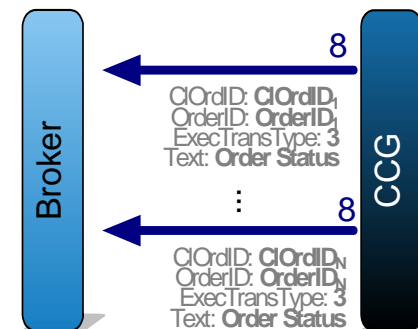 8
ClOrdID: ClOrdID1
OrderID: OrderID1
ExecTransType: 3
Text: Order Status
Broker
CCG
...
8
ClOrdID: ClOrdIDN
OrderID: OrderIDN
ExecTransType: 3
Text: Order Status